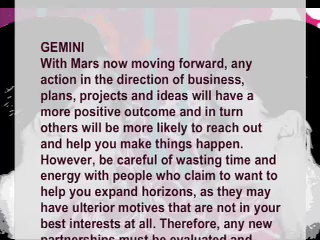 GEMINI
With Mars now moving forward, any
action in the direction of business,
plans, projects and ideas will have a
more positive outcome and in turn
others will be more likely to reach out
and help you make things happen.
However, be careful of wasting time and
energy with people who claim to want to
help you expand horizons, as they may
have ulterior motives that are not in your
best interests at all. Therefore, any new
partnerships must be evaluated and